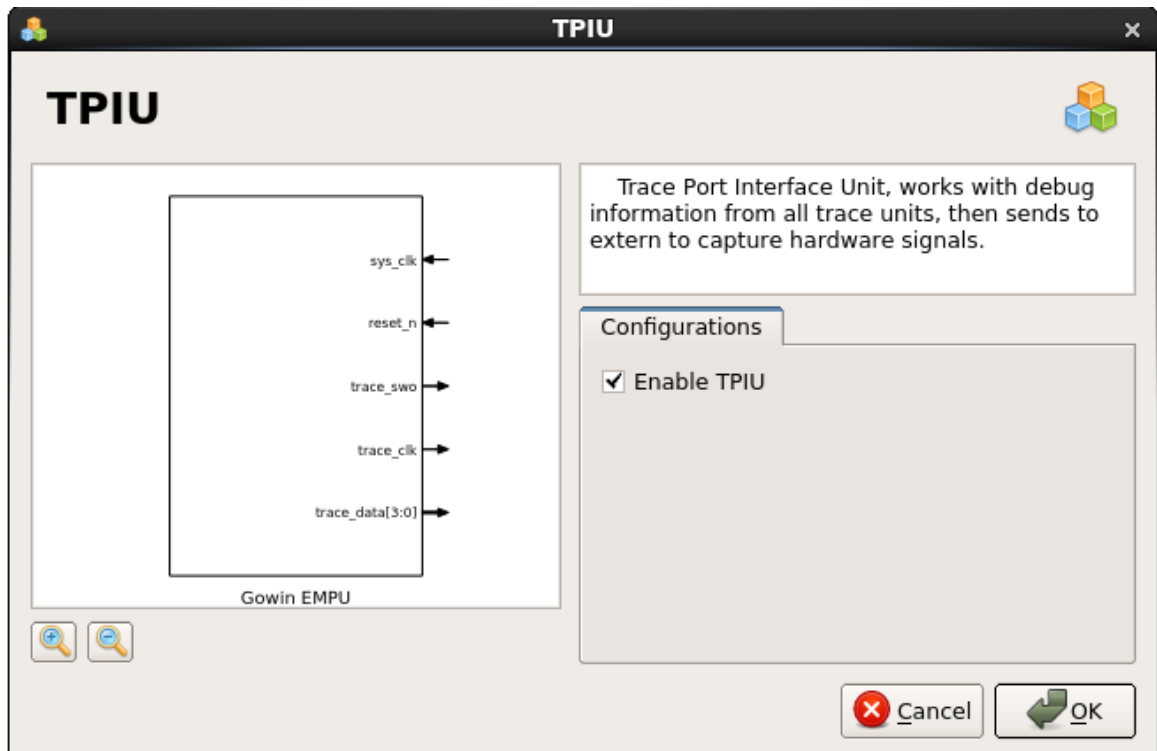 TPIU
TPIU
sys_clk
reset_n
trace_swo
trace_clk
trace_data[3:0]
Gowin EMPU
Trace Port Interface Unit, works with debug
information from all trace units, then sends to
extern to capture hardware signals.
Configurations
Enable TPIU
Cancel
OK